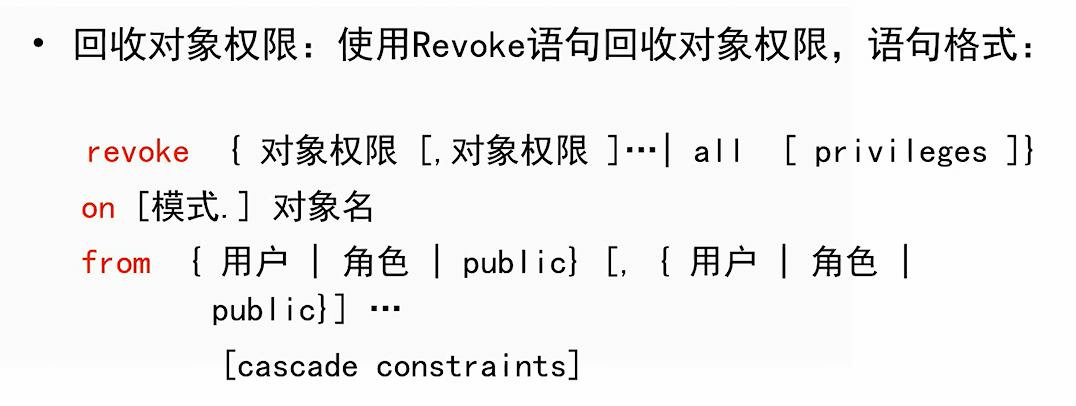 • 回收对象权限：使用Revoke语句回收对象权限，语句格式：
revoke { 对象权限 [,对象权限 ]…| all [ privileges ]}
on [模式.] 对象名
from { 用户 | 角色 | public} [, { 用户 | 角色 |
public}] …
[cascade constraints]